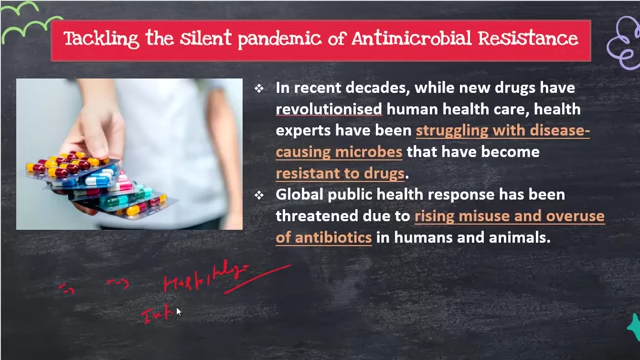 Tackling the silent pandemic of Antimicrobial Resistance
❖ In recent decades, while new drugs have
revolutionised human health care, health
experts have been struggling with disease-
causing microbes that have become
resistant to drugs.
❖ Global public health response has been
threatened due to rising misuse and overuse
of antibiotics in humans and animals.